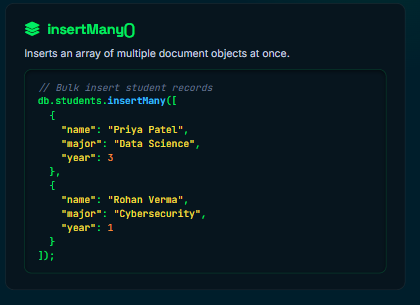 insertMany()
Inserts an array of multiple document objects at once.
// Bulk insert student records
db.students.insertMany([
  {
    "name": "Priya Patel",
    "major": "Data Science",
    "year": 3
  },
  {
    "name": "Rohan Verma",
    "major": "Cybersecurity",
    "year": 1
  }
]);